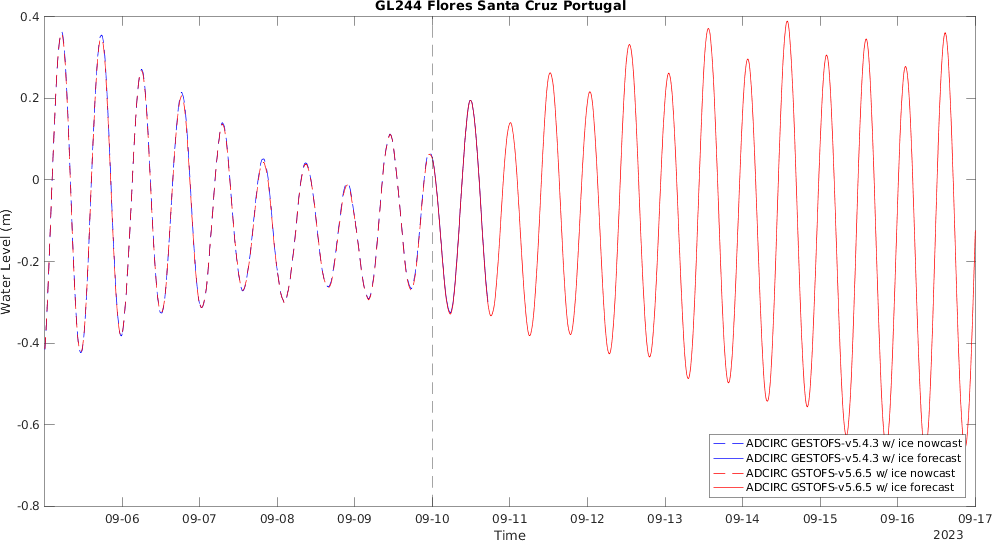 GL244 Flores Santa Cruz Portugal
0.4
0.2
0
-0.2
-0.4
-0.6
-0.8
Water Level (m)
ADCIRC GESTOFS-v5.4.3 w/ ice nowcast
ADCIRC GESTOFS-v5.4.3 w/ ice forecast
ADCIRC GSTOFS-v5.6.5 w/ ice nowcast
ADCIRC GSTOFS-v5.6.5 w/ ice forecast
09-06 09-07 09-08 09-09 09-10 09-11 09-12 09-13 09-14 09-15 09-16 09-17
Time
2023